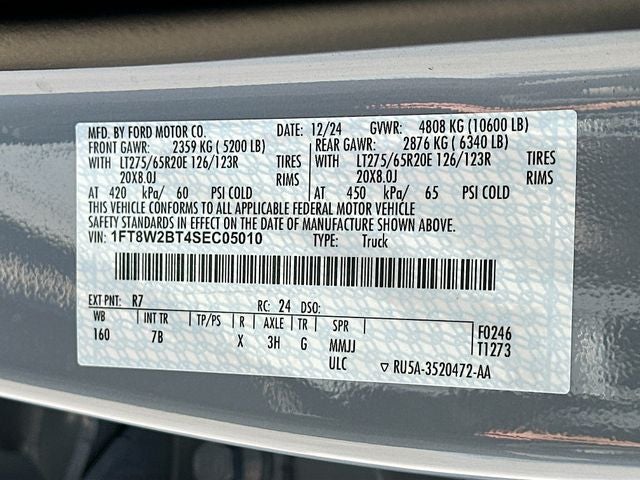 MFD. BY FORD MOTOR CO. DATE: 12/24 GVWR: 4808 KG (10600 LB)
FRONT GAWR: 2359 KG ( 5200 LB) REAR GAWR: 2876 KG ( 6340 LB)
WITH LT275/65R20E 126/123R TIRES WITH LT275/65R20E 126/123R TIRES
20X8.0J RIMS 20X8.0J RIMS
AT 420 kPa/ 60 PSI COLD AT 450 kPa/ 65 PSI COLD
THIS VEHICLE CONFORMS TO ALL APPLICABLE FEDERAL MOTOR VEHICLE
SAFETY STANDARDS IN EFFECT ON THE DATE OF MANUFACTURE SHOWN ABOVE.
VIN: 1FT8W2BT4SEC05010 TYPE: Truck
EXT PNT: R7 RC: 24 DSO:
WB INT TR TP/PS R AXLE TR SPR F0246
160 7B X 3H G MMJJ T1273
ULC RU5A-3520472-AA